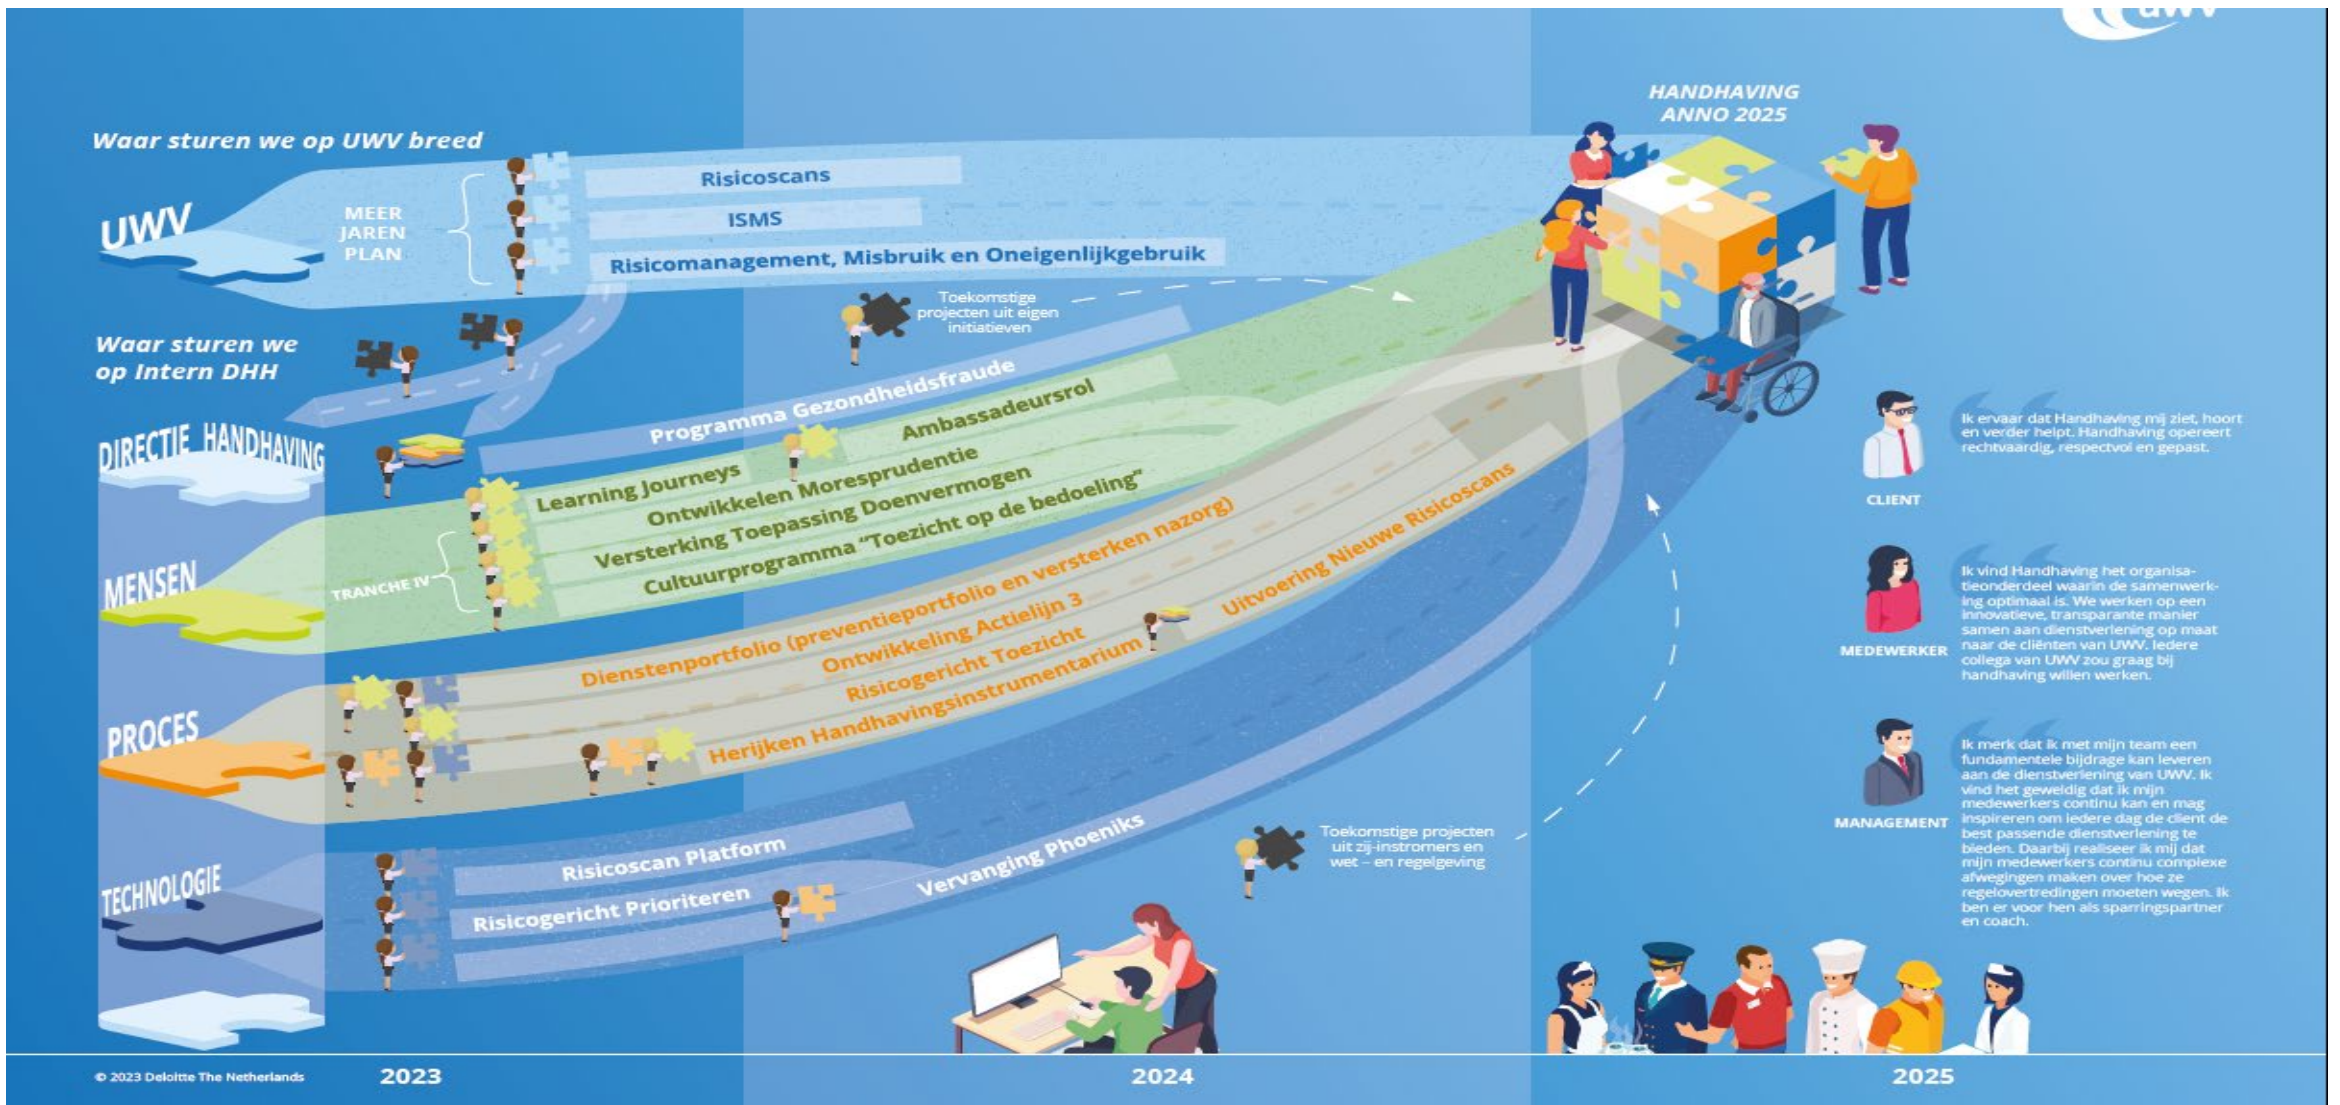 uwv
HANDHAVING
ANNO 2025
Waar sturen we op UWV breed
UWV
MEER
JAREN
PLAN
Risicoscans
ISMS
Risicomanagement, Misbruik en Oneigenlijkgebruik
Toekomstige
projecten uit eigen
initiatieven
Waar sturen we
op Intern DHH
DIRECTIE HANDHAVING
Programma Gezondheidsfraude
MENSEN
TRANCHE IV
Learning Journeys
Ambassadeursrol
Ontwikkelen Moresprudentie
Versterking Toepassing Doenvermogen
Cultuurprogramma "Toezicht op de bedoeling"
PROCES
Dienstenportfolio (preventieportfolio en versterken nazorg)
Ontwikkeling Actielijn 3
Risicogericht Toezicht
Herijken Handhavingsinstrumentarium
Uitvoering Nieuwe Risicoscans
TECHNOLOGIE
Risicoscan Platform
Risicogericht Prioriteren
Vervanging Phoeniks
Toekomstige projecten
uit zij-instromers en
wet – en regelgeving
Ik ervaar dat Handhaving mij ziet, hoort
en verder helpt. Handhaving opereert
rechtvaardig, respectvol en gepast.
CLIENT
Ik vind Handhaving het organisa-
tieonderdeel waarin de samenwerk-
ing optimaal is. We werken op een
innovatieve, transparante manier
samen aan dienstverlening op maat
naar de cliënten van UWV. Iedere
collega van UWV zou graag bij
handhaving willen werken.
MEDEWERKER
Ik merk dat ik met mijn team een
fundamentele bijdrage kan leveren
aan de dienstverlening van UWV. Ik
vind het geweldig dat ik mijn
medewerkers continu kan en mag
inspireren om iedere dag de client de
best passende dienstverlening te
bieden. Daarbij realiseer ik mij dat
mijn medewerkers continu complexe
afwegingen maken over hoe ze
regelovertredingen moeten wegen. Ik
ben er voor hen als sparringspartner
en coach.
MANAGEMENT
© 2023 Deloitte The Netherlands
2023
2024
2025